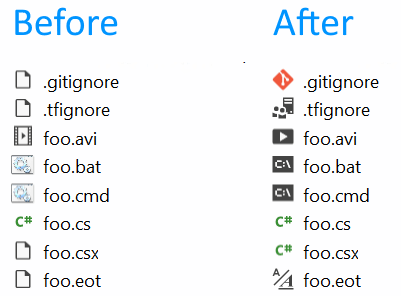 Before After
.gitignore .gitignore
.tfignore .tfignore
foo.avi foo.avi
foo.bat C:\ foo.bat
foo.cmd C:\ foo.cmd
C# foo.cs C# foo.cs
foo.csx C# foo.csx
foo.eot A/A foo.eot